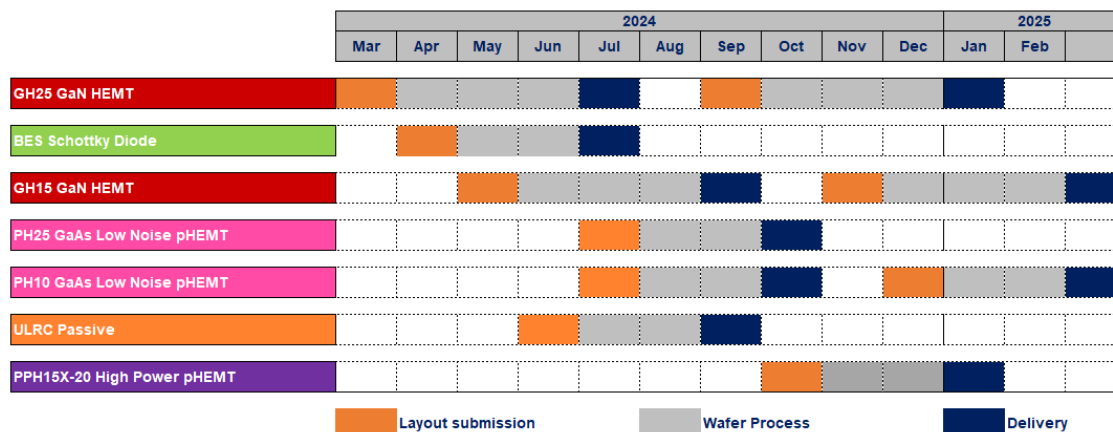 2024 2025
Mar Apr May Jun Jul Aug Sep Oct Nov Dec Jan Feb
GH25 GaN HEMT
BES Schottky Diode
GH15 GaN HEMT
PH25 GaAs Low Noise pHEMT
PH10 GaAs Low Noise pHEMT
ULRC Passive
PPH15X-20 High Power pHEMT
Layout submission Wafer Process Delivery